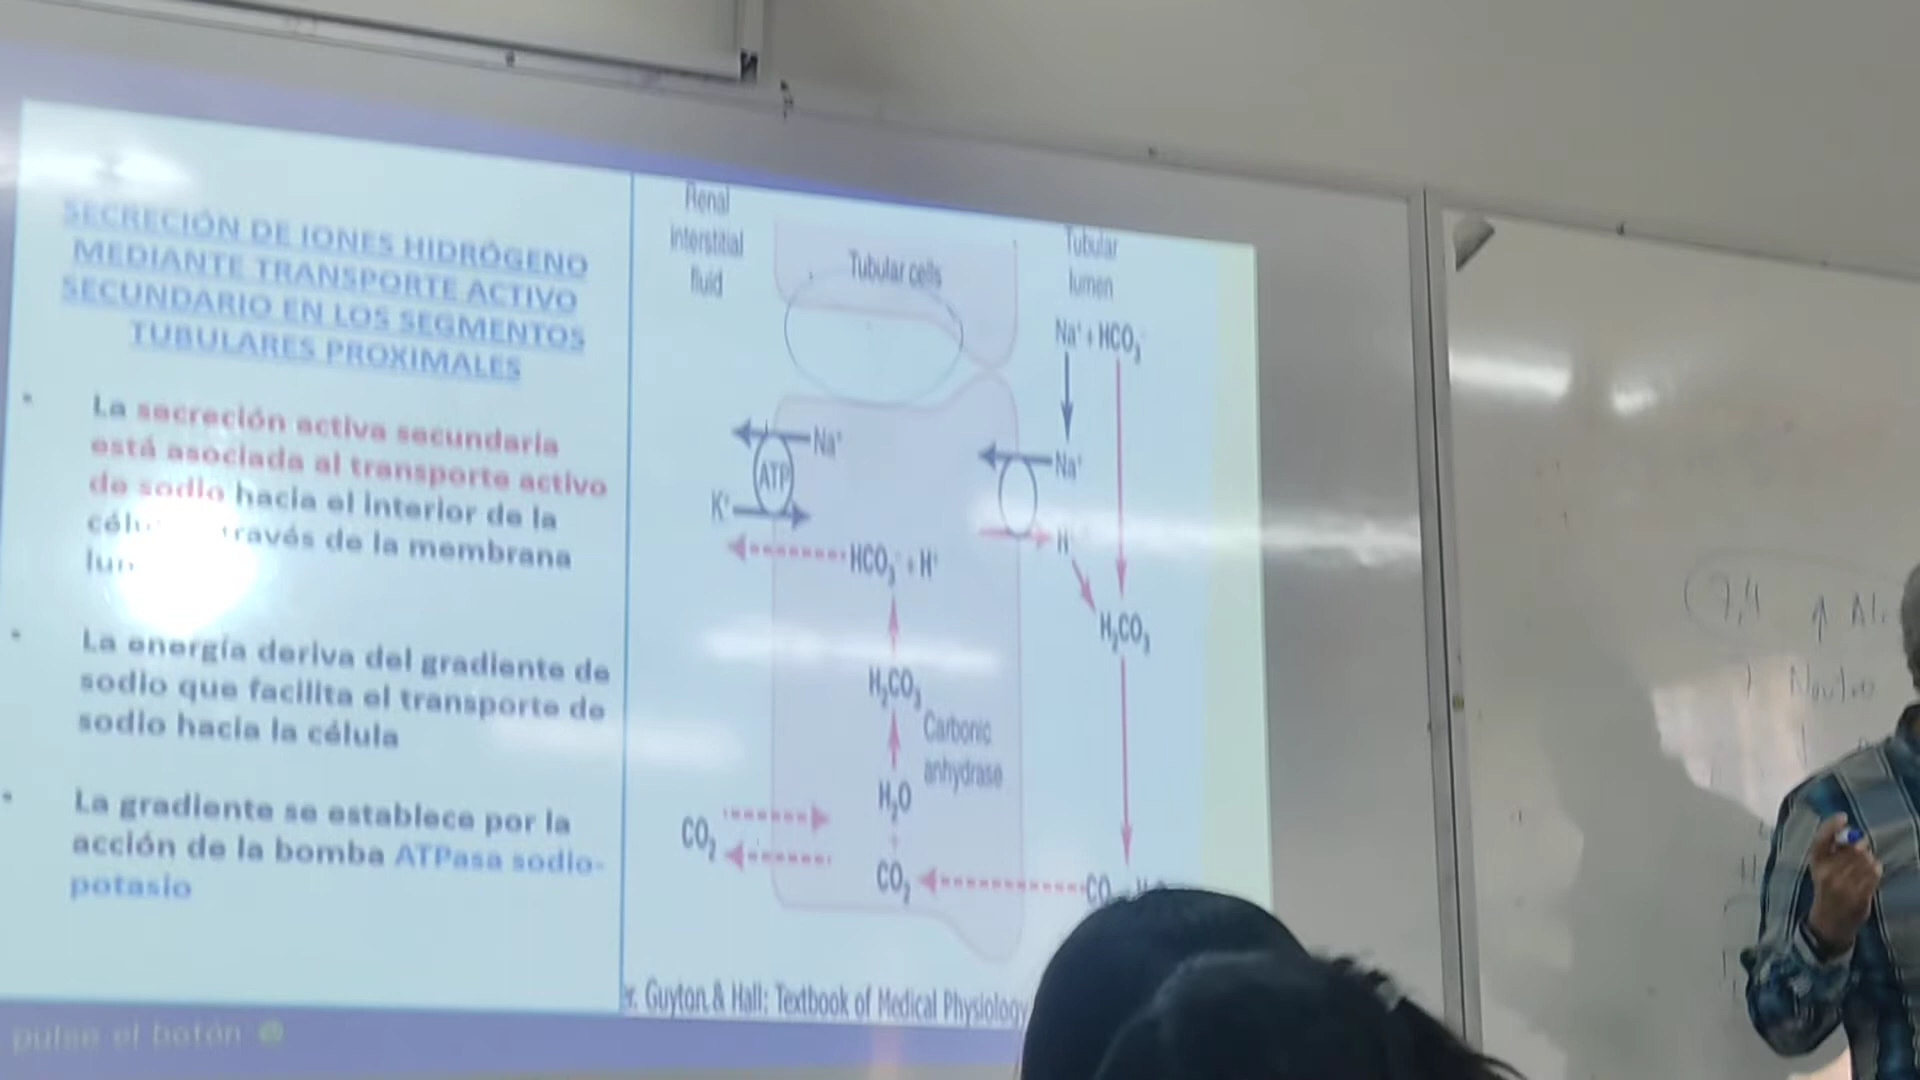 SECRECIÓN DE IONES HIDRÓGENO
MEDIANTE TRANSPORTE ACTIVO
SECUNDARIO EN LOS SEGMENTOS
TUBULARES PROXIMALES
La secreción activa secundaria
está asociada al transporte activo
de sodio hacia el interior de la
través de la membrana
La energía deriva del gradiente de
sodio que facilita el transporte de
sodio hacia la célula
La gradiente se establece por la
acción de la bomba ATPasa sodio-
potasio
Renal
interstitial
fluid
Tubular cells
Tubular
lumen
Na⁺ + HCO₃⁻
Na⁺
ATP
K⁺
Na⁺
H⁺
HCO₃⁻ + H⁺
H₂CO₃
H₂CO₃
Carbonic
anhydrase
H₂O
+
CO₂
CO₂
Guyton & Hall: Textbook of Medical Physiology
pulse el botón
7,4